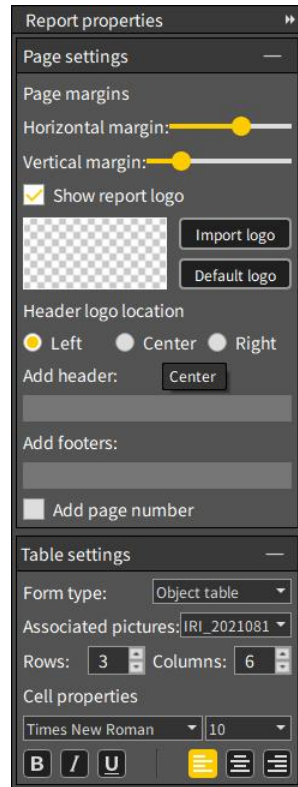 Report properties
Page settings
Page margins
Horizontal margin:
Vertical margin:
Show report logo
Import logo
Default logo
Header logo location
Left Center Right
Add header: Center
Add footers:
Add page number
Table settings
Form type: Object table
Associated pictures: IRI_2021081
Rows: 3 Columns: 6
Cell properties
Times New Roman 10
B I U